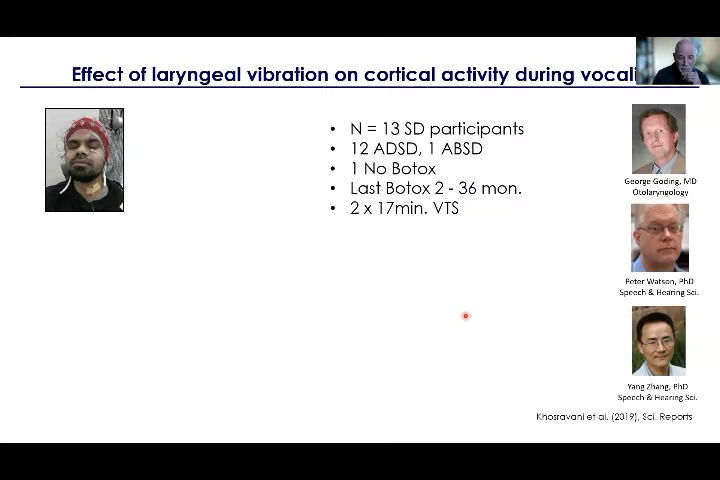 Effect of laryngeal vibration on cortical activity during vocali
• N = 13 SD participants
• 12 ADSD, 1 ABSD
• 1 No Botox
• Last Botox 2 - 36 mon.
• 2 x 17min. VTS
George Goding, MD
Otolaryngology
Peter Watson, PhD
Speech & Hearing Sci.
Yang Zhang, PhD
Speech & Hearing Sci.
Khosravani et al. (2019), Sci. Reports